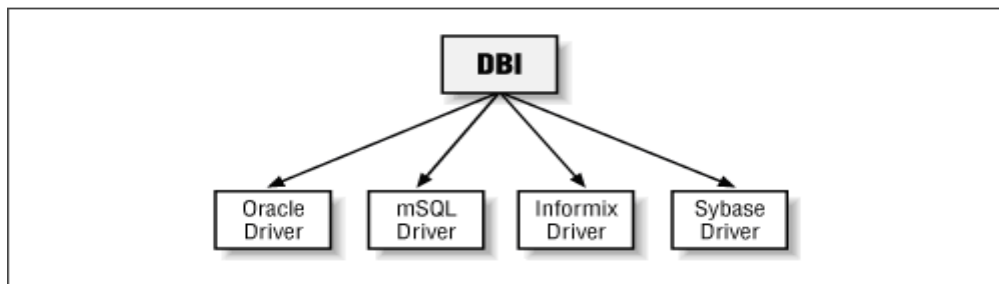 DBI
Oracle
Driver
mSQL
Driver
Informix
Driver
Sybase
Driver